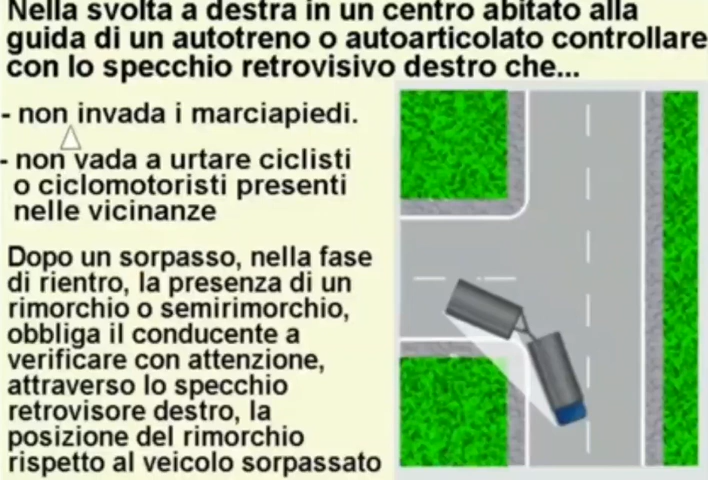 Nella svolta a destra in un centro abitato alla
guida di un autotreno o autoarticolato controllare
con lo specchio retrovisivo destro che...
- non invada i marciapiedi.
- non vada a urtare ciclisti
o ciclomotoristi presenti
nelle vicinanze
Dopo un sorpasso, nella fase
di rientro, la presenza di un
rimorchio o semirimorchio,
obbliga il conducente a
verificare con attenzione,
attraverso lo specchio
retrovisore destro, la
posizione del rimorchio
rispetto al veicolo sorpassato